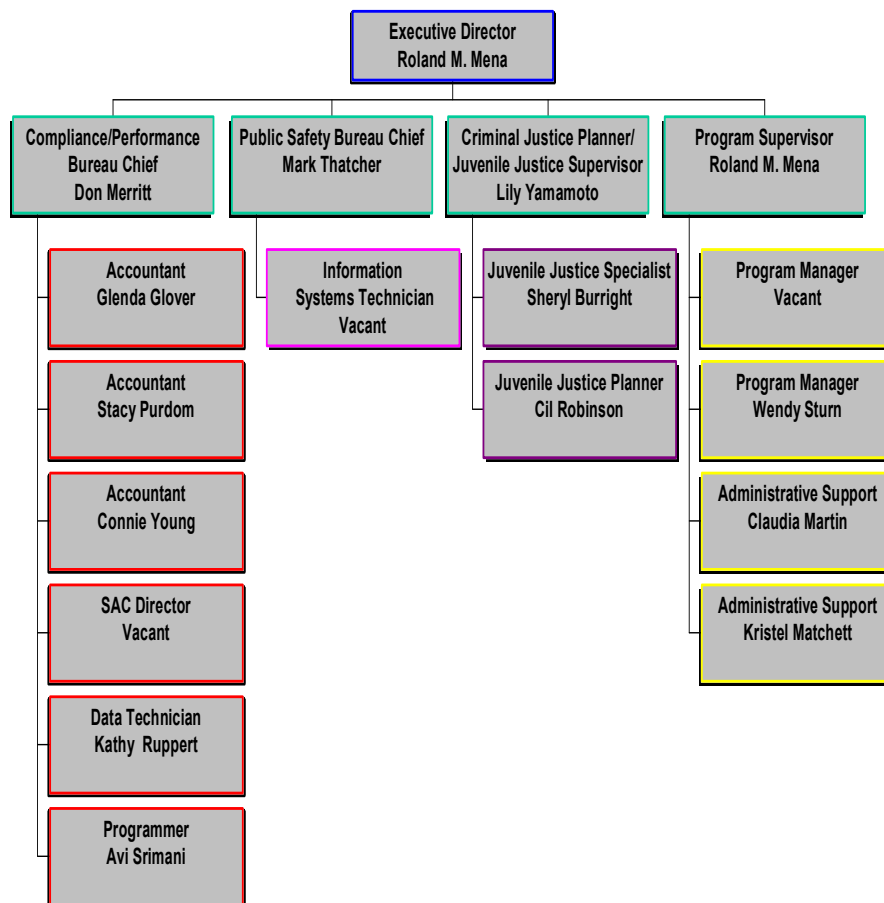 Executive Director
Roland M. Mena
Compliance/Performance
Bureau Chief
Don Merritt
Public Safety Bureau Chief
Mark Thatcher
Criminal Justice Planner/
Juvenile Justice Supervisor
Lily Yamamoto
Program Supervisor
Roland M. Mena
Accountant
Glenda Glover
Accountant
Stacy Purdom
Accountant
Connie Young
SAC Director
Vacant
Data Technician
Kathy Ruppert
Programmer
Avi Srimani
Information
Systems Technician
Vacant
Juvenile Justice Specialist
Sheryl Burright
Juvenile Justice Planner
Cil Robinson
Program Manager
Vacant
Program Manager
Wendy Sturn
Administrative Support
Claudia Martin
Administrative Support
Kristel Matchett